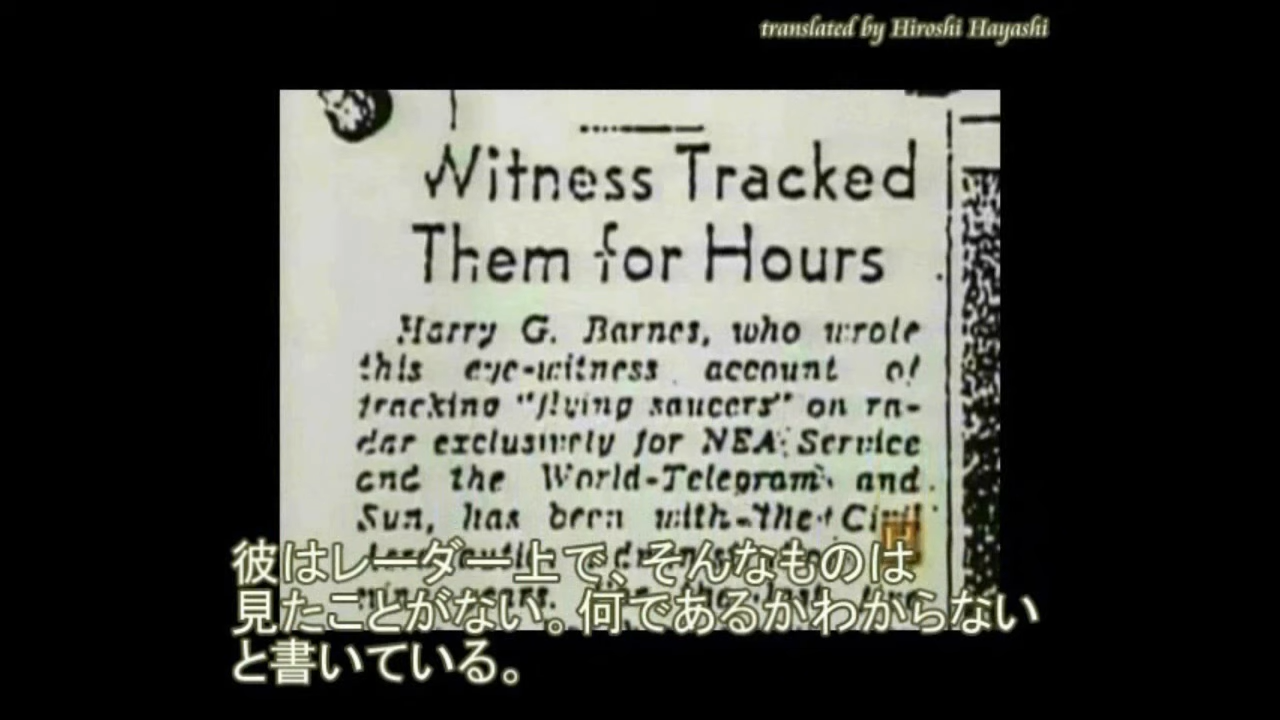 translated by Hiroshi Hayashi
Witness Tracked
Them for Hours
Harry G. Barnes, who wrote
this eye-witness account of
tracking "flying saucers" on ra-
dar exclusively for NEA Service
and the World-Telegram and
Sun, has been with the Civil
彼はレーダー上で、そんなものは
見たことがない。何であるかわからない
と書いている。